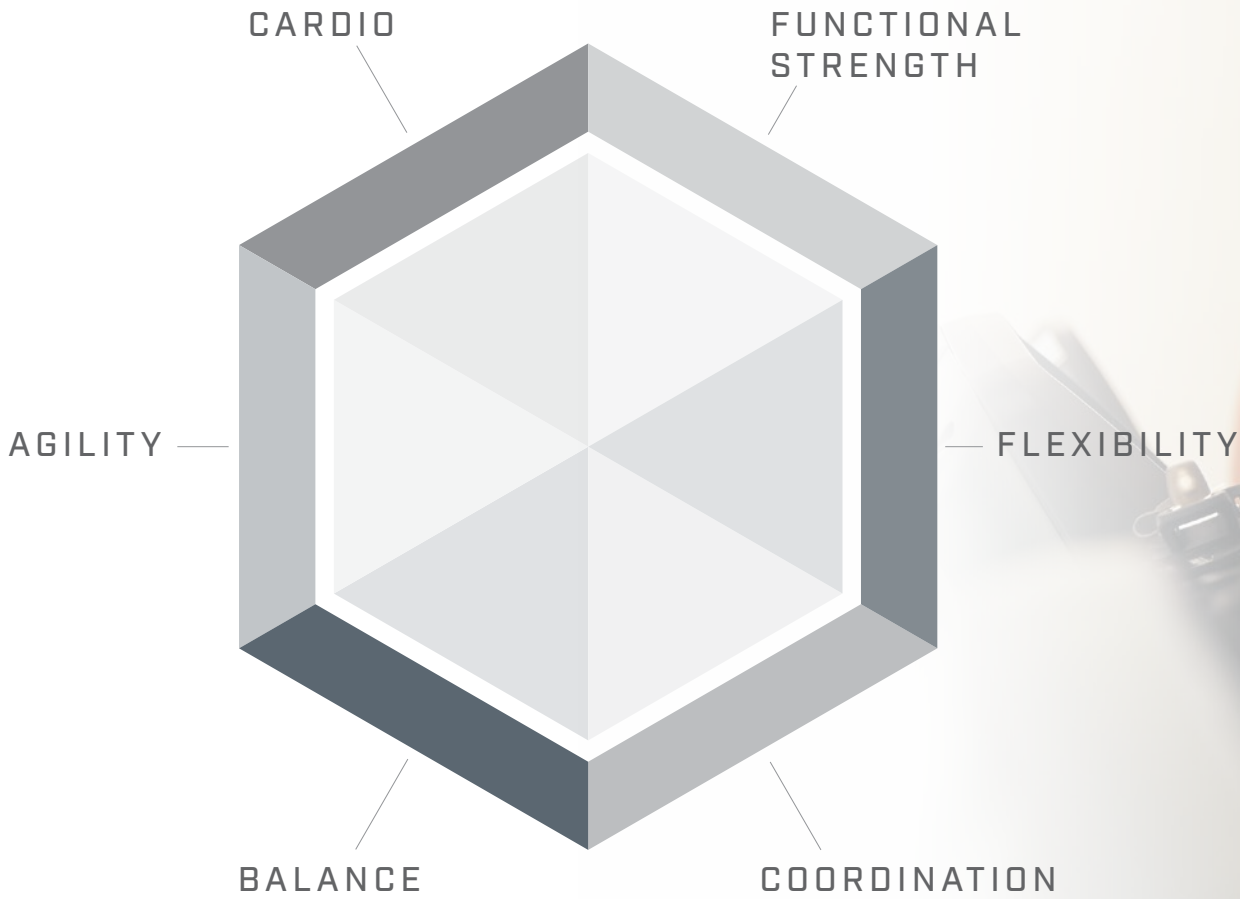 CARDIO
FUNCTIONAL
STRENGTH
AGILITY
FLEXIBILITY
BALANCE
COORDINATION